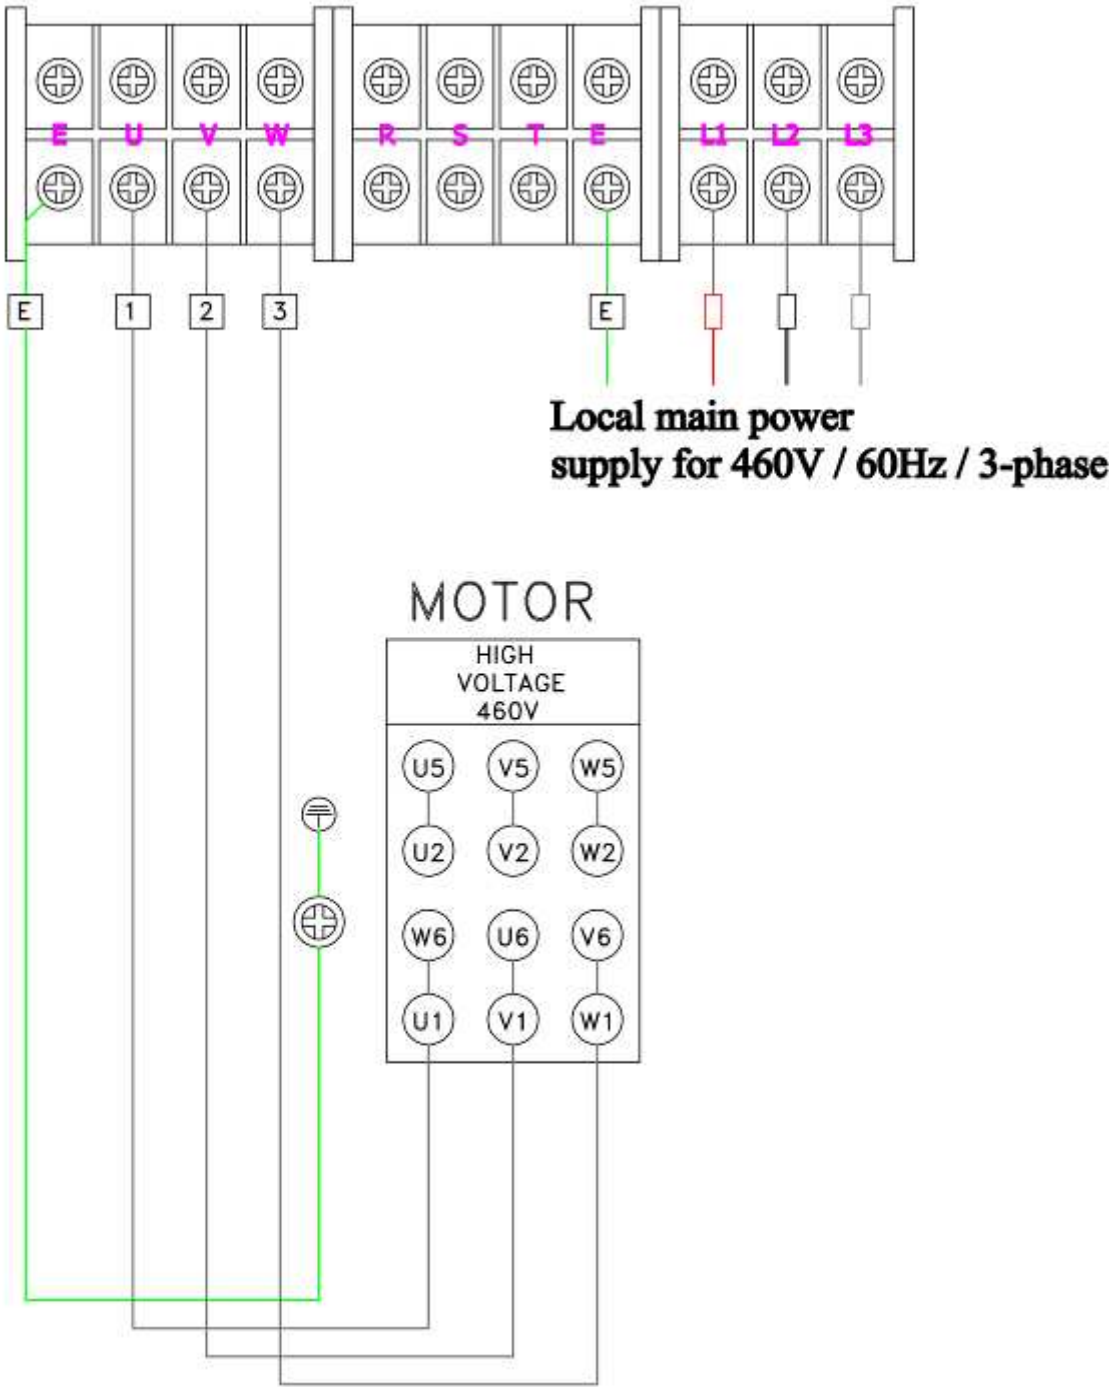 E U V W R S T E L1 L2 L3
E 1 2 3 E
Local main power
supply for 460V / 60Hz / 3-phase
MOTOR
HIGH
VOLTAGE
460V
U5 V5 W5
U2 V2 W2
W6 U6 V6
U1 V1 W1